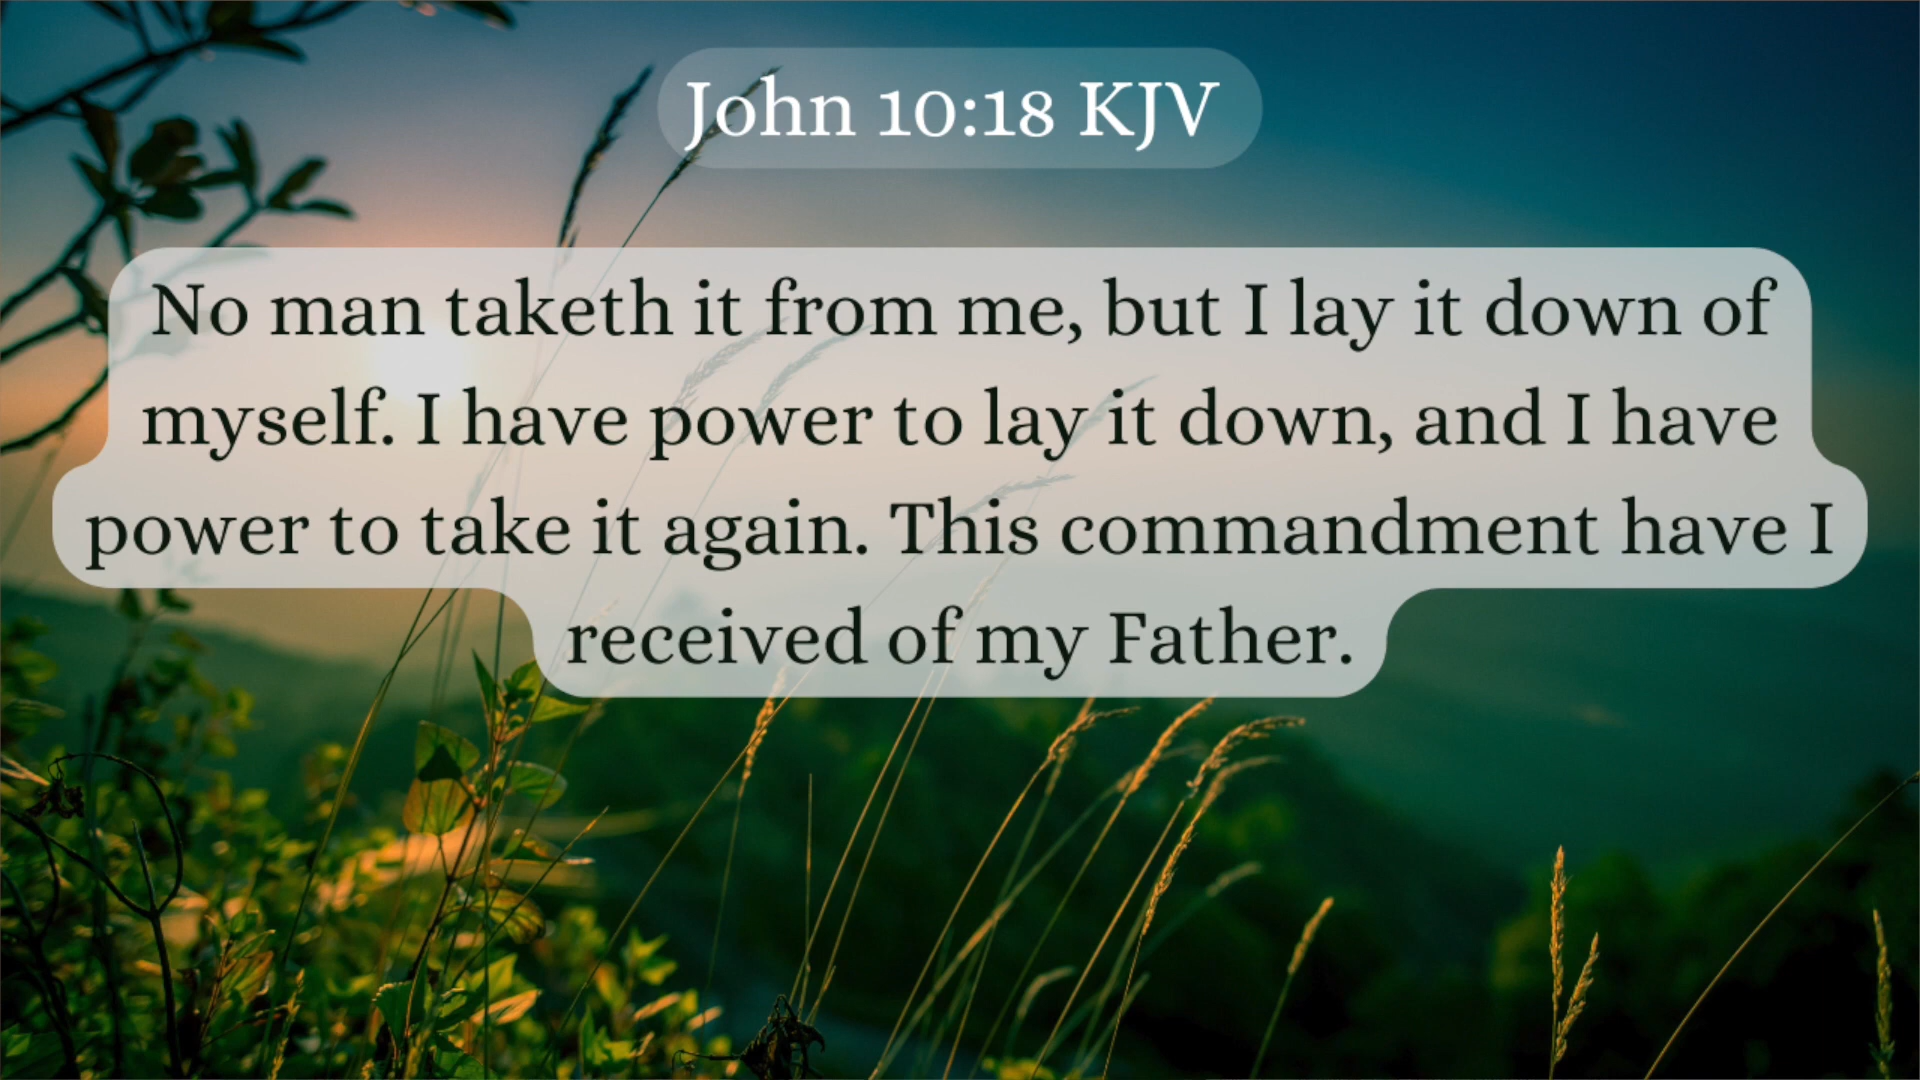 John 10:18 KJV
No man taketh it from me, but I lay it down of
myself. I have power to lay it down, and I have
power to take it again. This commandment have I
received of my Father.